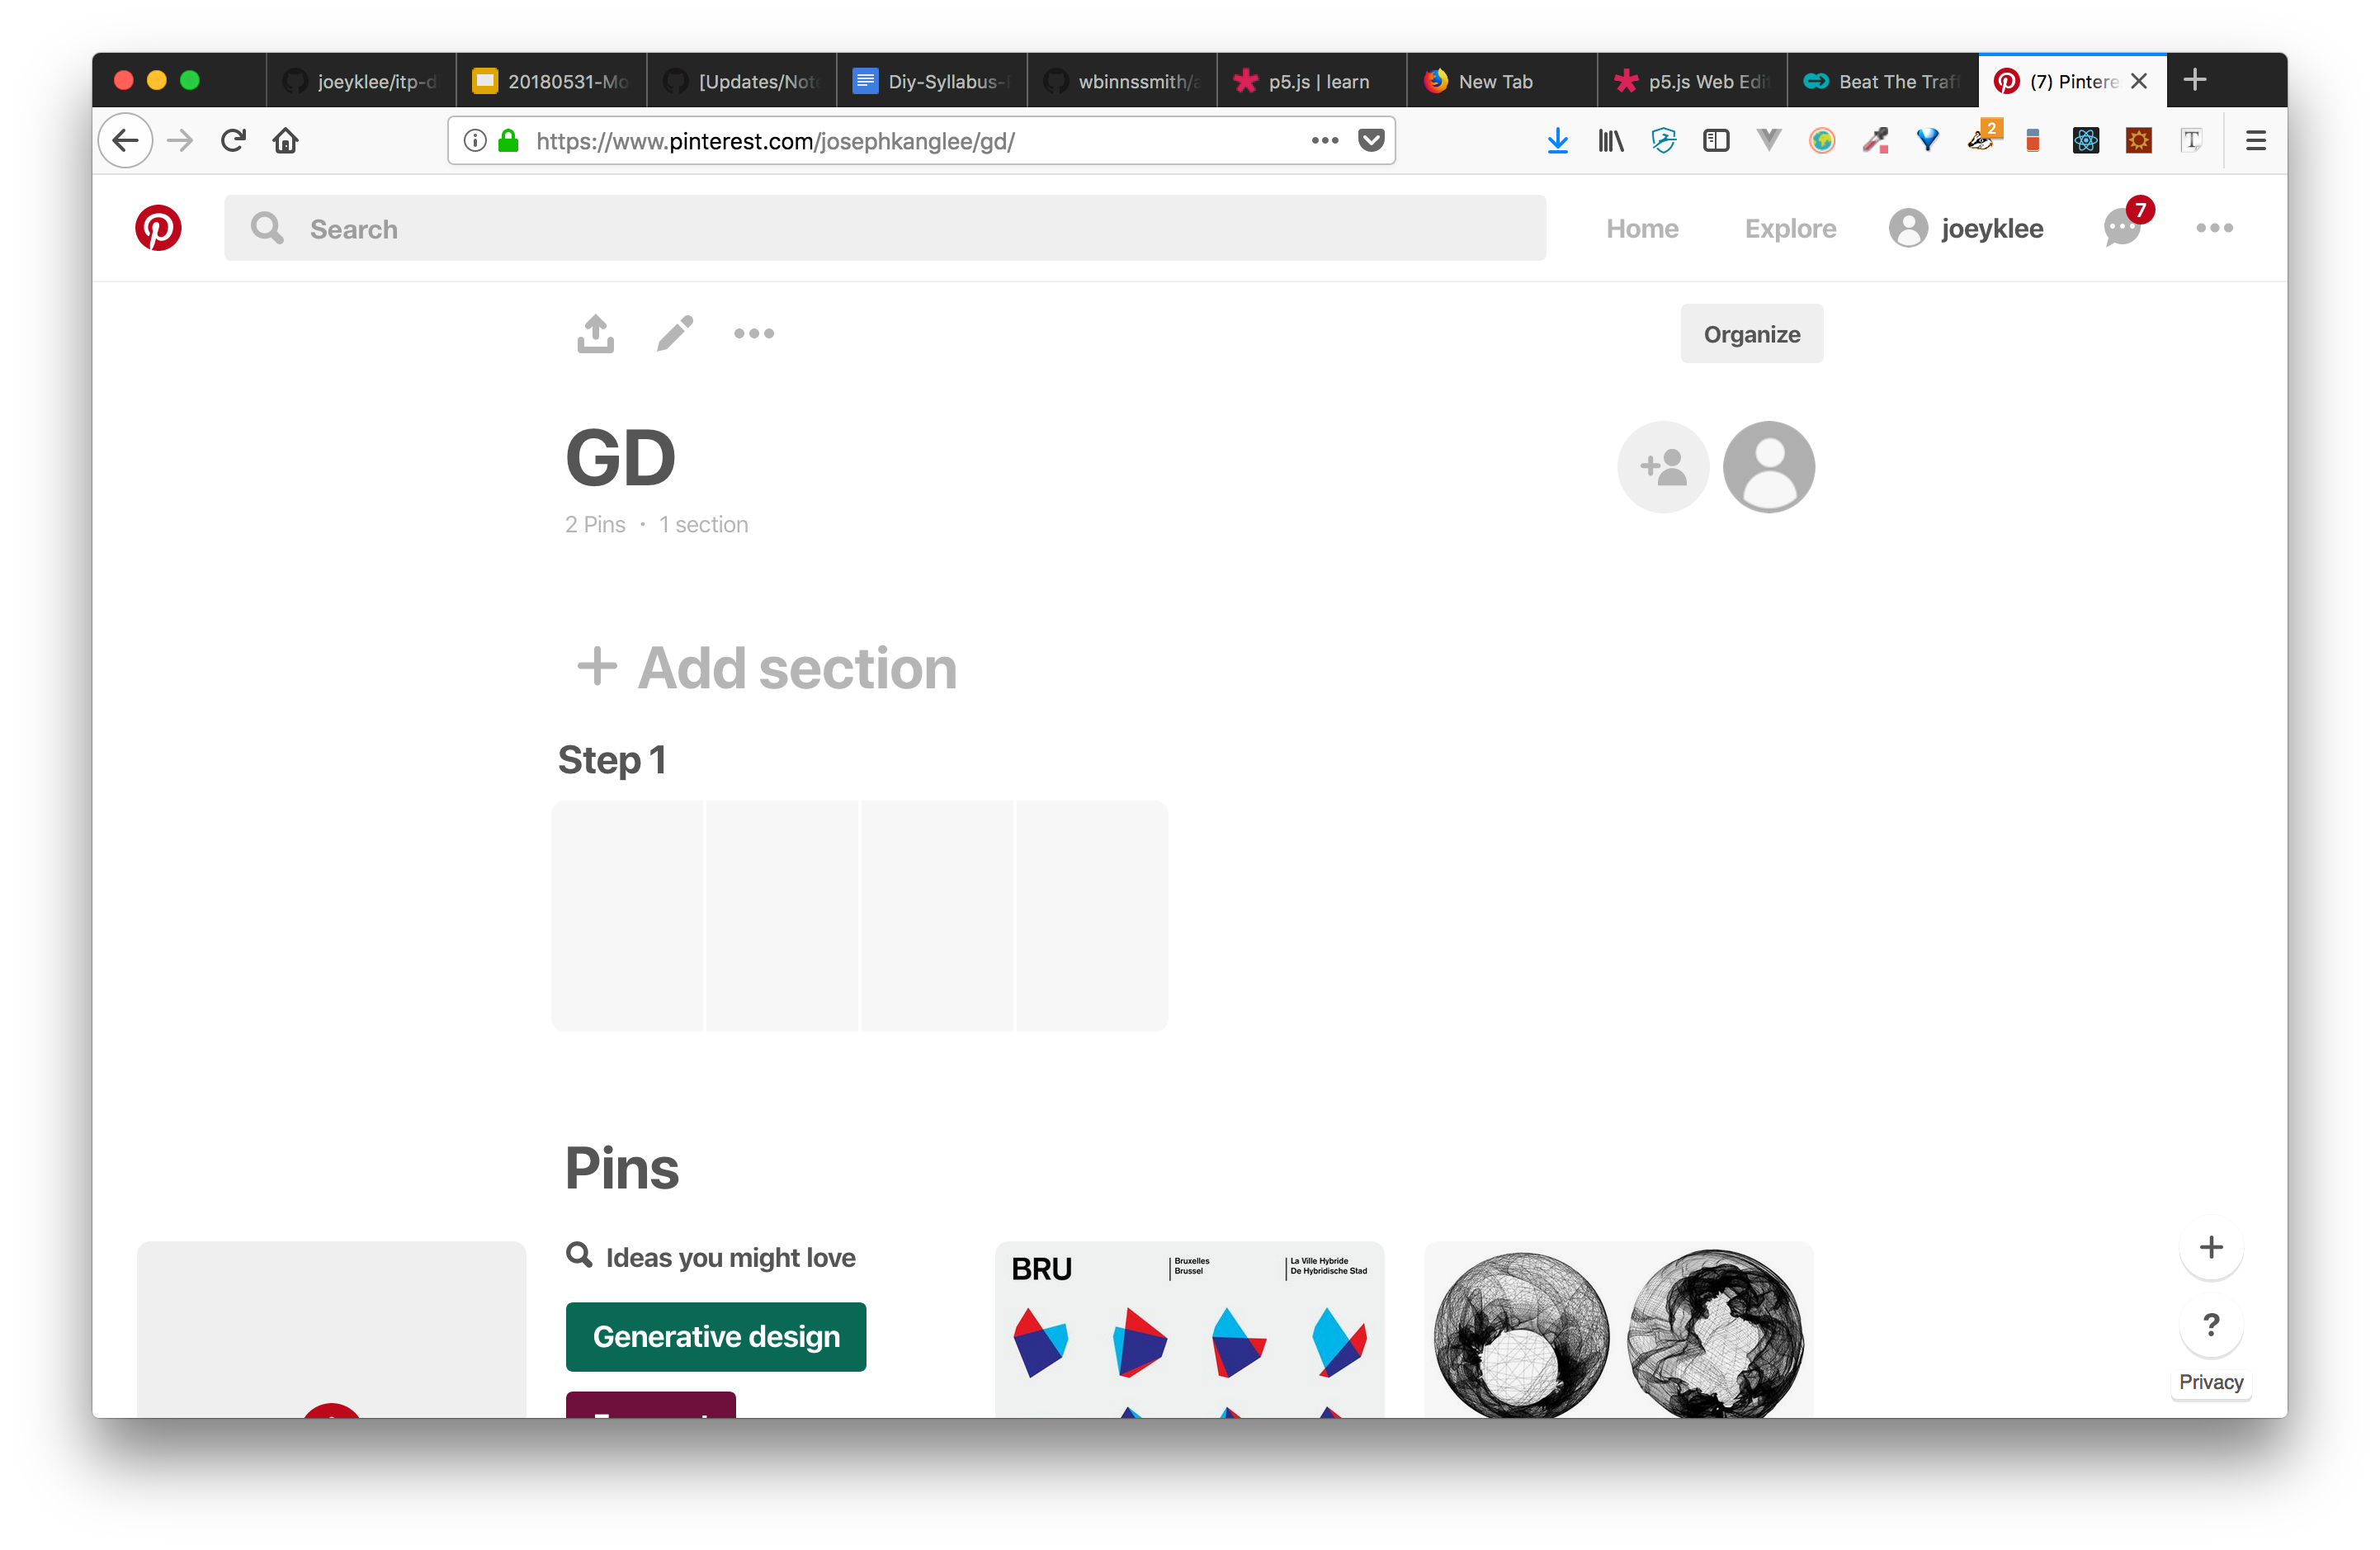 joeyklee/itp-d
20180531-Mo
[Updates/Not
Diy-Syllabus-
wbinnssmith/a
p5.js | learn
New Tab
p5.js Web Edi
Beat The Traf
(7) Pintere
https://www.pinterest.com/josephkanglee/gd/
2
Search
Home
Explore
joeyklee
7
Organize
GD
2 Pins · 1 section
+ Add section
Step 1
Pins
Ideas you might love
Generative design
BRU
Bruxelles
Brussel
La Ville Hybride
De Hybridische Stad
?
Privacy